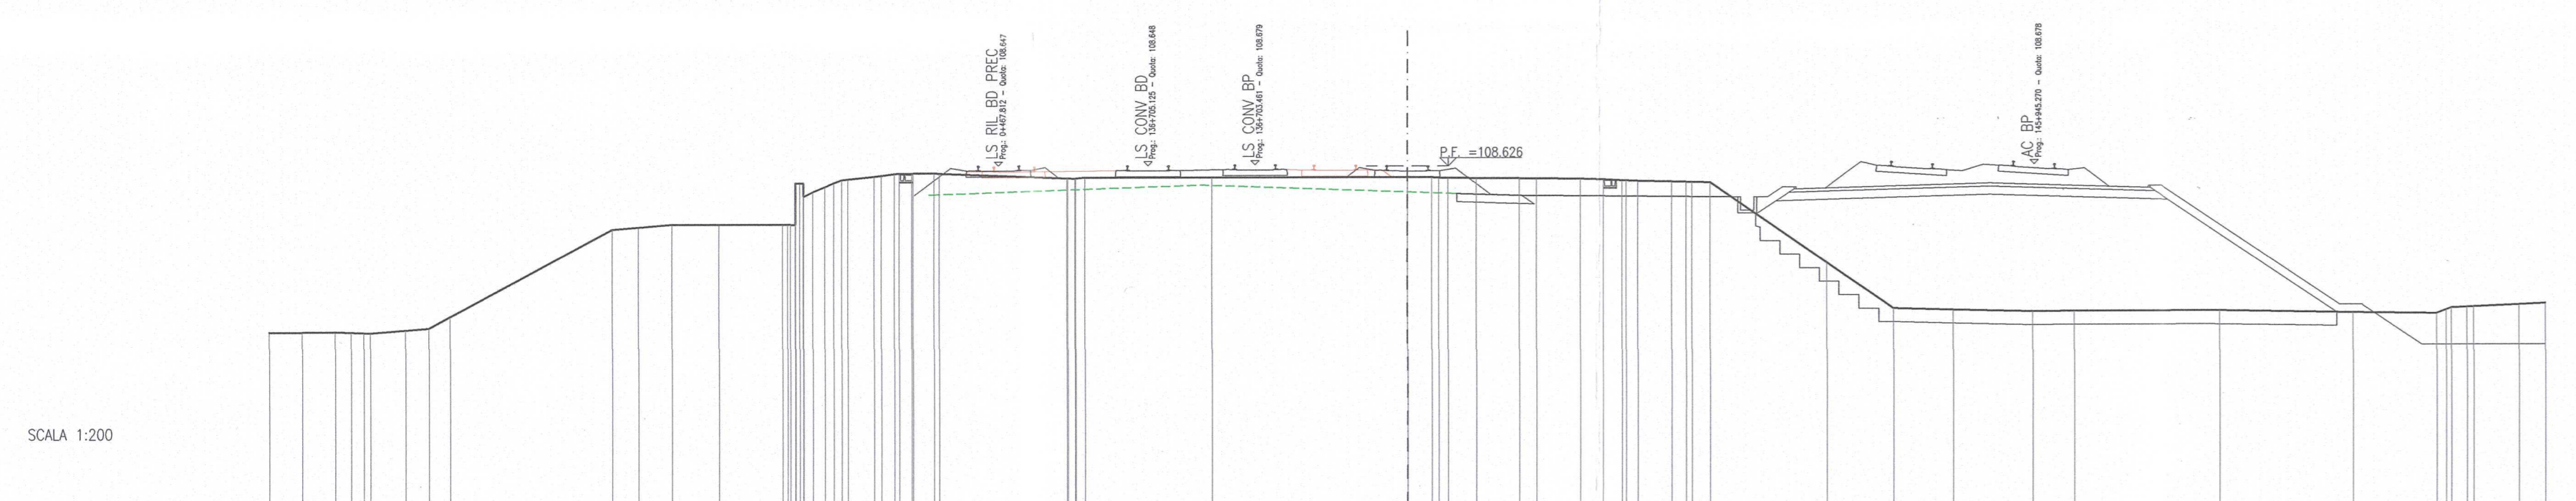 LS RIL BD PREC
Prog.: 0+467.812 - Quota: 108.647
LS CONV BD
Prog.: 136+705.125 - Quota: 108.648
LS CONV BP
Prog.: 136+703.461 - Quota: 108.679
P.F. =108.626
AC BP
Prog.: 145+945.270 - Quota: 108.678
SCALA 1:200